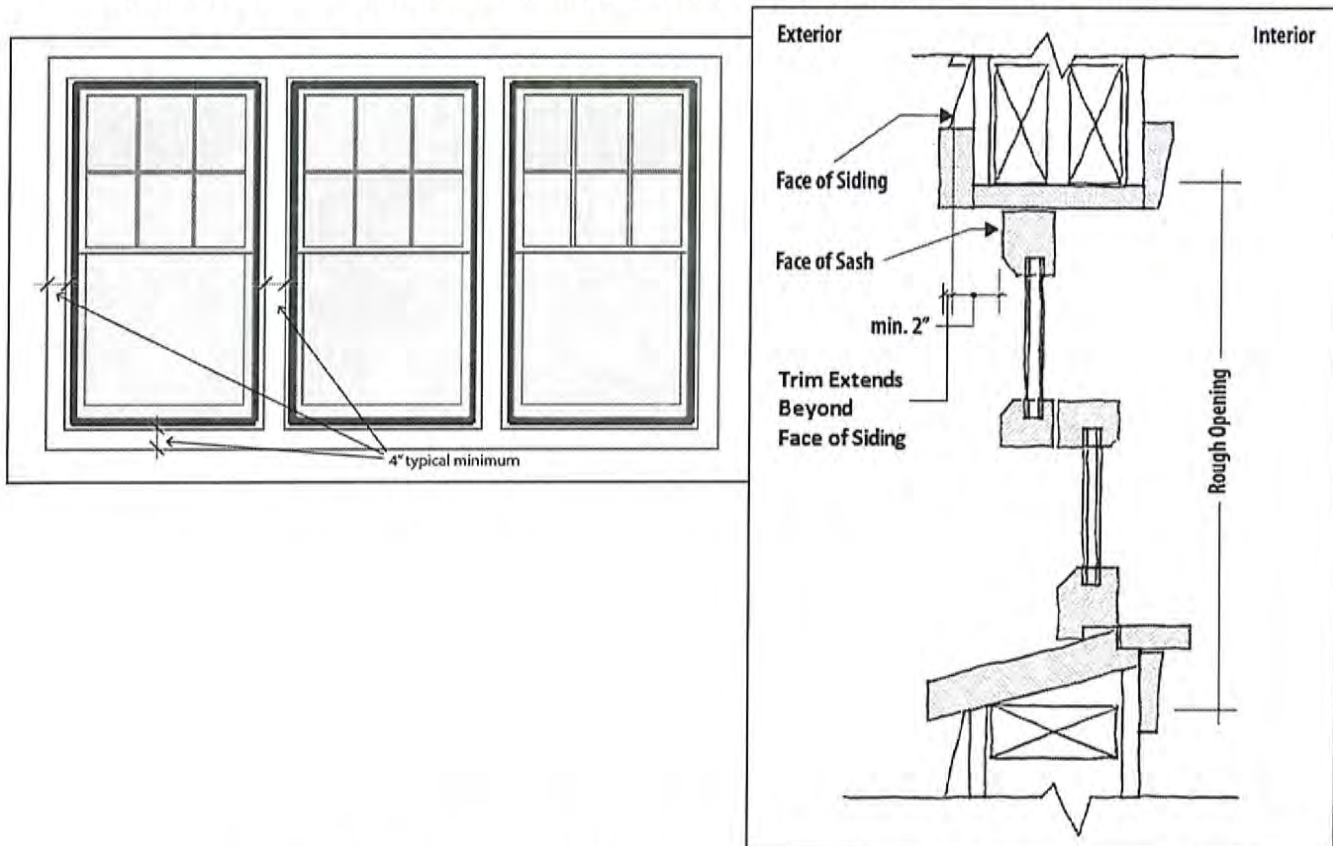 4" typical minimum
Exterior
Interior
Face of Siding
Face of Sash
min. 2"
Trim Extends
Beyond
Face of Siding
Rough Opening